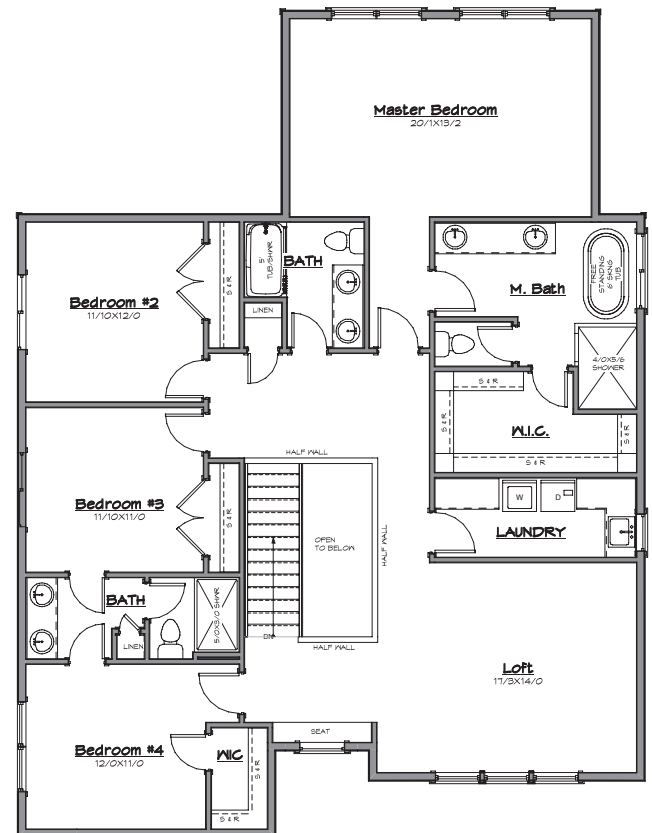 Master Bedroom
20/1X13/2
BATH
5'
TUB/SHWR
LINEN
S & R
Bedroom #2
11/10X12/0
M. Bath
FREE
STANDING
6' SKNG
TUB
4/0X3/6
SHOWER
S & R
S & R
W.I.C.
S & R
S & R
HALF WALL
W
D
LAUNDRY
Bedroom #3
11/10X11/0
S & R
OPEN
TO BELOW
HALF WALL
BATH
LINEN
5/0X3/0 SHWR
DN
HALF WALL
Loft
17/3X14/0
SEAT
Bedroom #4
12/0X11/0
WIC
S & R
S & R